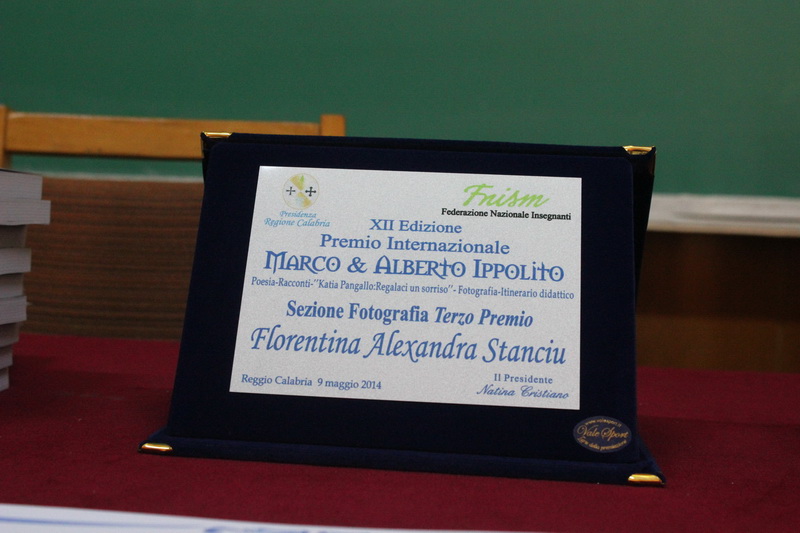 Presidenza
Regione Calabria
Fnism
Federazione Nazionale Insegnanti
XII Edizione
Premio Internazionale
Marco & Alberto Ippolito
Poesia-Racconti-"Katia Pangallo:Regalaci un sorriso"- Fotografia-Itinerario didattico
Sezione Fotografia Terzo Premio
Florentina Alexandra Stanciu
Reggio Calabria 9 maggio 2014
Il Presidente
Natina Cristiano
Vale Sport